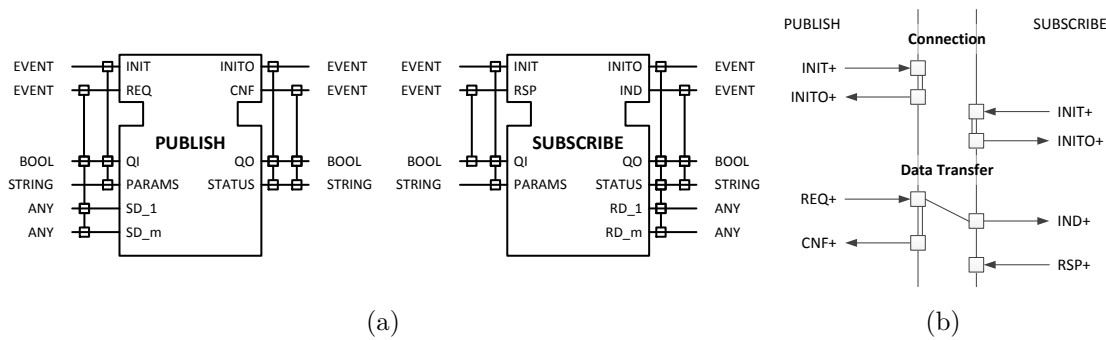 EVENT INIT INITO EVENT
EVENT REQ CNF EVENT
PUBLISH
BOOL QI QO BOOL
STRING PARAMS STATUS STRING
ANY SD_1
ANY SD_m
EVENT INIT INITO EVENT
EVENT RSP IND EVENT
SUBSCRIBE
BOOL QI QO BOOL
STRING PARAMS STATUS STRING
RD_1 ANY
RD_m ANY
(a)
PUBLISH SUBSCRIBE
Connection
INIT+
INITO+
INIT+
INITO+
Data Transfer
REQ+
IND+
CNF+
RSP+
(b)